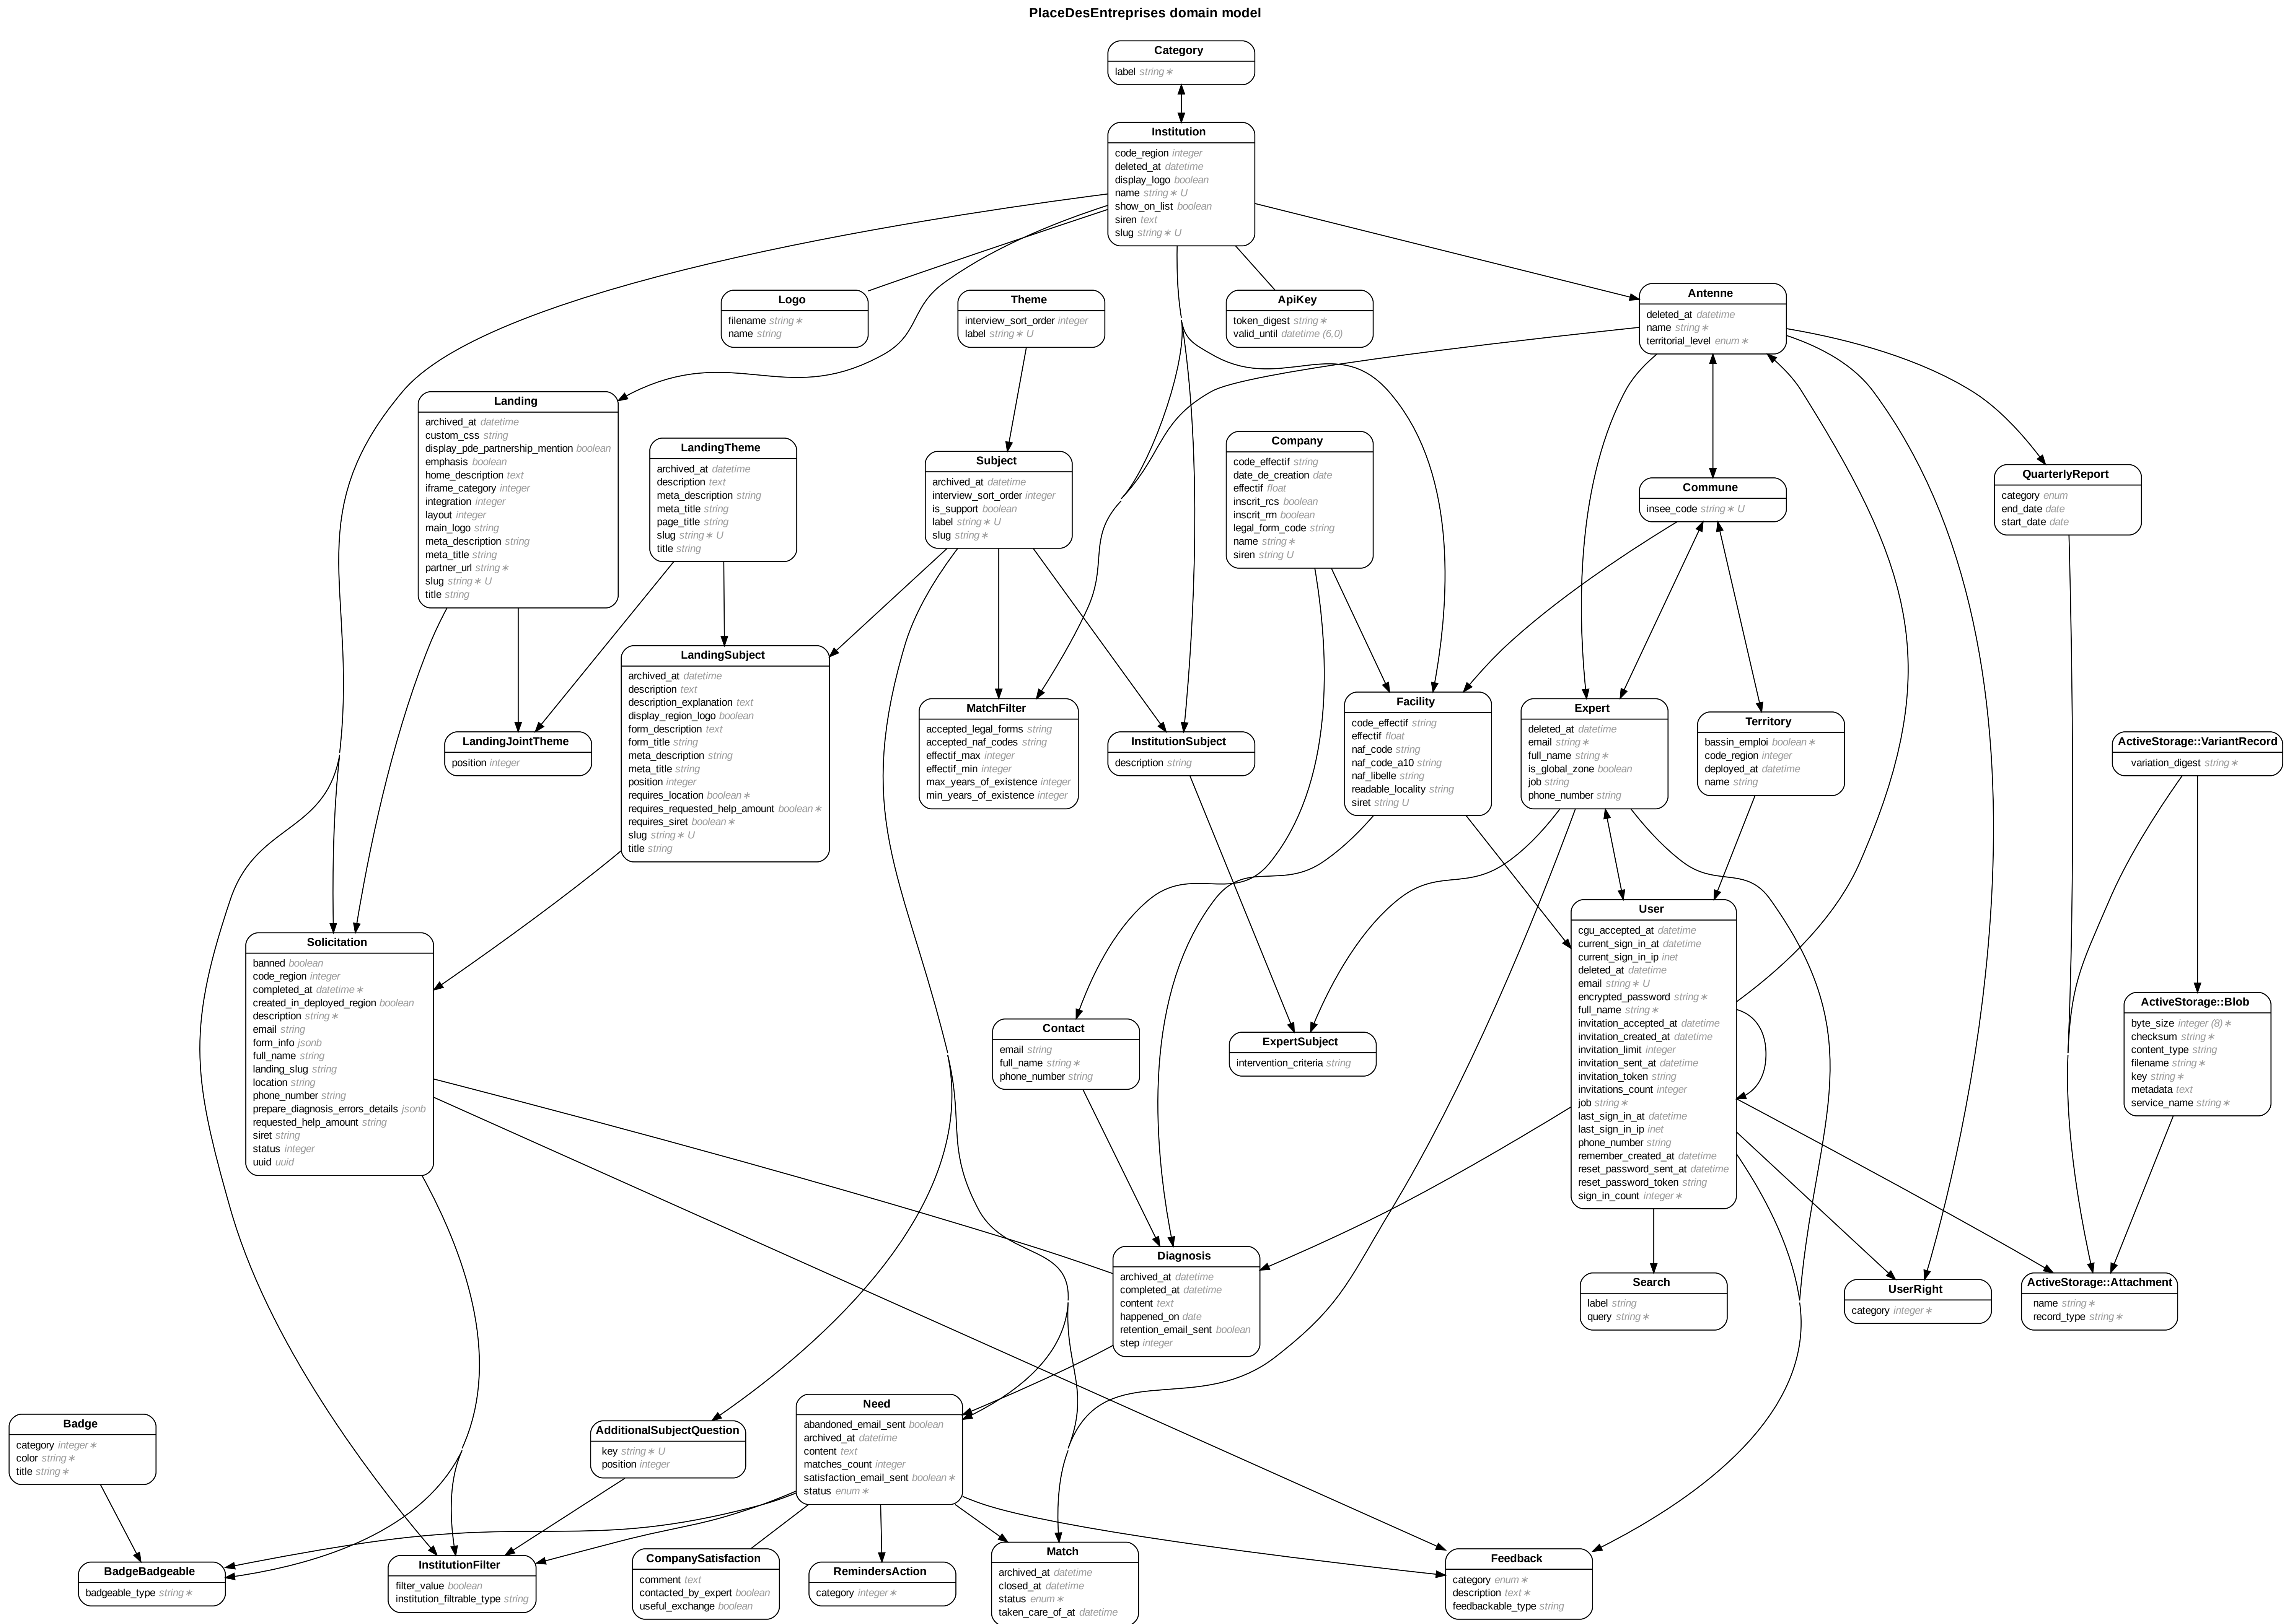 PlaceDesEntreprises domain model
Category
label string∗
Institution
code_region integer
deleted_at datetime
display_logo boolean
name string∗ U
show_on_list boolean
siren text
slug string∗ U
Logo
filename string∗
name string
Theme
interview_sort_order integer
label string∗ U
ApiKey
token_digest string∗
valid_until datetime (6,0)
Antenne
deleted_at datetime
name string∗
territorial_level enum∗
Landing
archived_at datetime
custom_css string
display_pde_partnership_mention boolean
emphasis boolean
home_description text
iframe_category integer
integration integer
layout integer
main_logo string
meta_description string
meta_title string
partner_url string∗
slug string∗ U
title string
LandingTheme
archived_at datetime
description text
meta_description string
meta_title string
page_title string
slug string∗ U
title string
Subject
archived_at datetime
interview_sort_order integer
is_support boolean
label string∗ U
slug string∗
Company
code_effectif string
date_de_creation date
effectif float
inscrit_rcs boolean
inscrit_rm boolean
legal_form_code string
name string∗
siren string U
Commune
insee_code string∗ U
QuarterlyReport
category enum
end_date date
start_date date
LandingJointTheme
position integer
LandingSubject
archived_at datetime
description text
description_explanation text
display_region_logo boolean
form_description text
form_title string
meta_description string
meta_title string
position integer
requires_location boolean∗
requires_requested_help_amount boolean∗
requires_siret boolean∗
slug string∗ U
title string
MatchFilter
accepted_legal_forms string
accepted_naf_codes string
effectif_max integer
effectif_min integer
max_years_of_existence integer
min_years_of_existence integer
InstitutionSubject
description string
Facility
code_effectif string
effectif float
naf_code string
naf_code_a10 string
naf_libelle string
readable_locality string
siret string U
Expert
deleted_at datetime
email string∗
full_name string∗
is_global_zone boolean
job string
phone_number string
Territory
bassin_emploi boolean∗
code_region integer
deployed_at datetime
name string
ActiveStorage::VariantRecord
variation_digest string∗
Solicitation
banned boolean
code_region integer
completed_at datetime∗
created_in_deployed_region boolean
description string∗
email string
form_info jsonb
full_name string
landing_slug string
location string
phone_number string
prepare_diagnosis_errors_details jsonb
requested_help_amount string
siret string
status integer
uuid uuid
Contact
email string
full_name string∗
phone_number string
ExpertSubject
intervention_criteria string
User
cgu_accepted_at datetime
current_sign_in_at datetime
current_sign_in_ip inet
deleted_at datetime
email string∗ U
encrypted_password string∗
full_name string∗
invitation_accepted_at datetime
invitation_created_at datetime
invitation_limit integer
invitation_sent_at datetime
invitation_token string
invitations_count integer
job string∗
last_sign_in_at datetime
last_sign_in_ip inet
phone_number string
remember_created_at datetime
reset_password_sent_at datetime
reset_password_token string
sign_in_count integer∗
ActiveStorage::Blob
byte_size integer (8)∗
checksum string∗
content_type string
filename string∗
key string∗
metadata text
service_name string∗
Diagnosis
archived_at datetime
completed_at datetime
content text
happened_on date
retention_email_sent boolean
step integer
Search
label string
query string∗
UserRight
category integer∗
ActiveStorage::Attachment
name string∗
record_type string∗
Badge
category integer∗
color string∗
title string∗
AdditionalSubjectQuestion
key string∗ U
position integer
Need
abandoned_email_sent boolean
archived_at datetime
content text
matches_count integer
satisfaction_email_sent boolean∗
status enum∗
BadgeBadgeable
badgeable_type string∗
InstitutionFilter
filter_value boolean
institution_filtrable_type string
CompanySatisfaction
comment text
contacted_by_expert boolean
useful_exchange boolean
RemindersAction
category integer∗
Match
archived_at datetime
closed_at datetime
status enum∗
taken_care_of_at datetime
Feedback
category enum∗
description text∗
feedbackable_type string